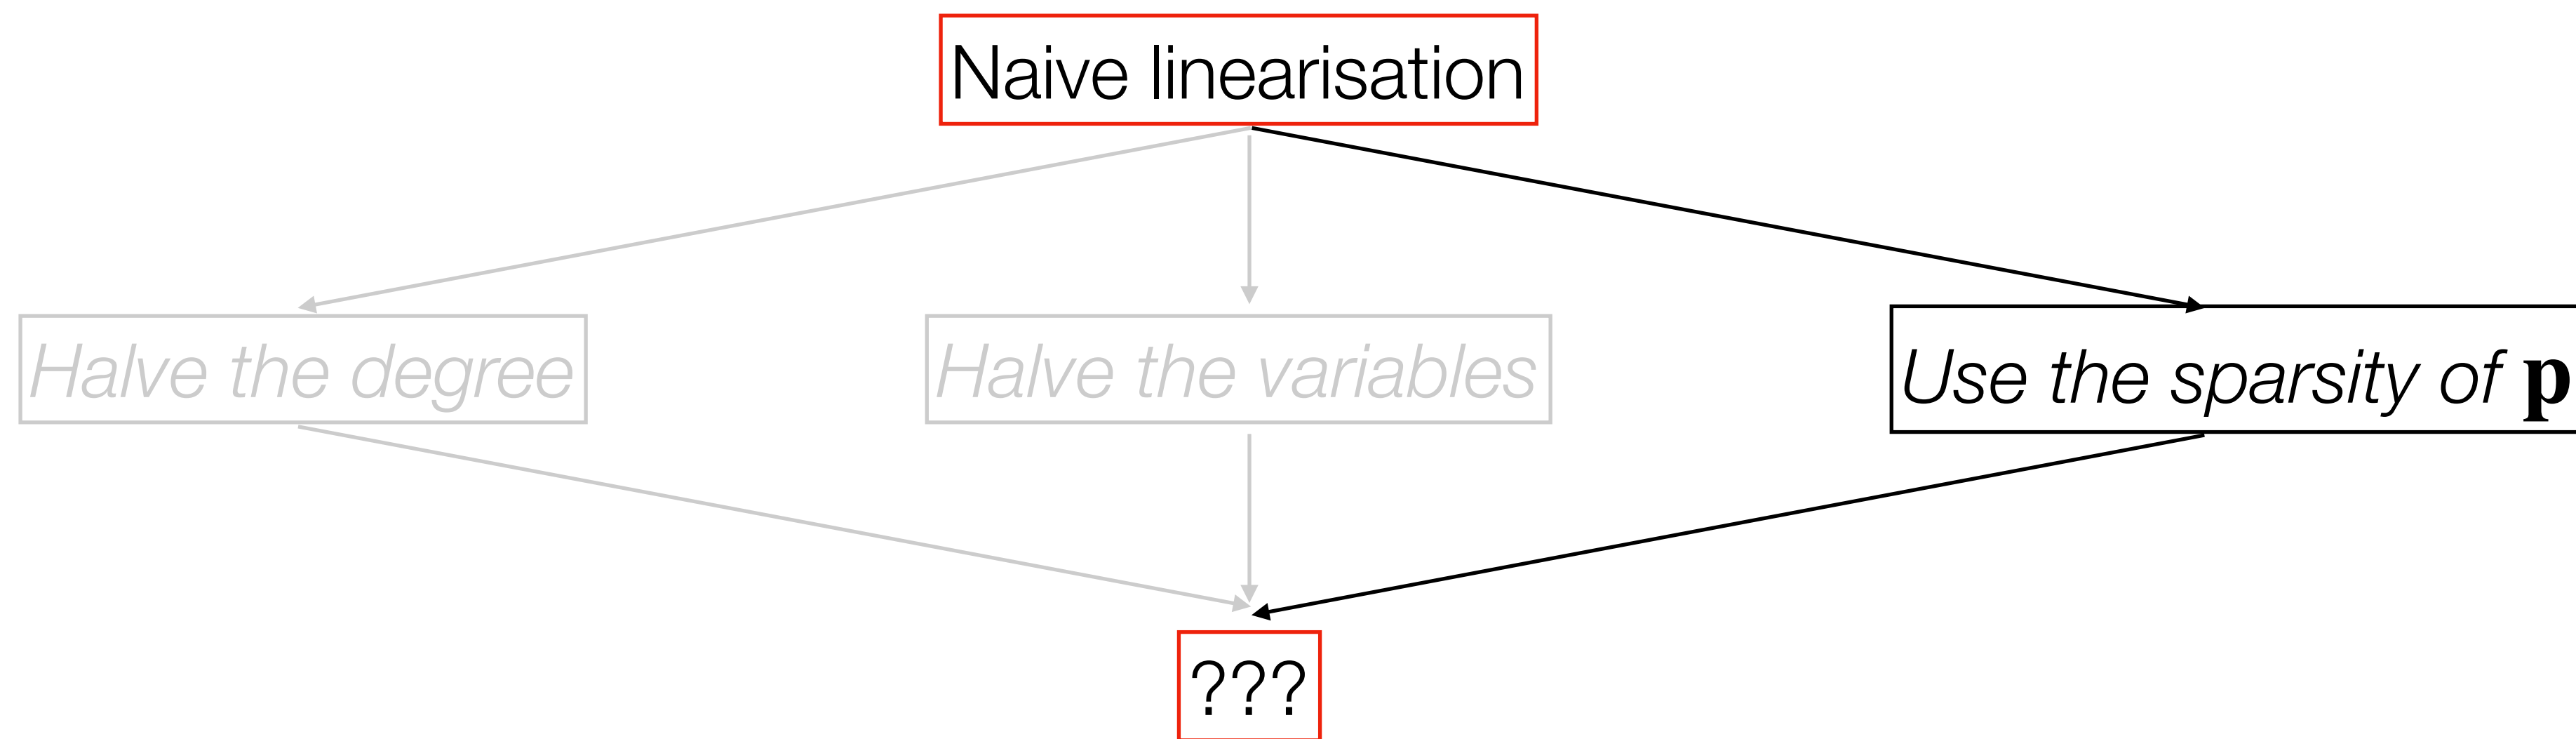 Naive linearisation
Halve the degree
Halve the variables
Use the sparsity of p
???